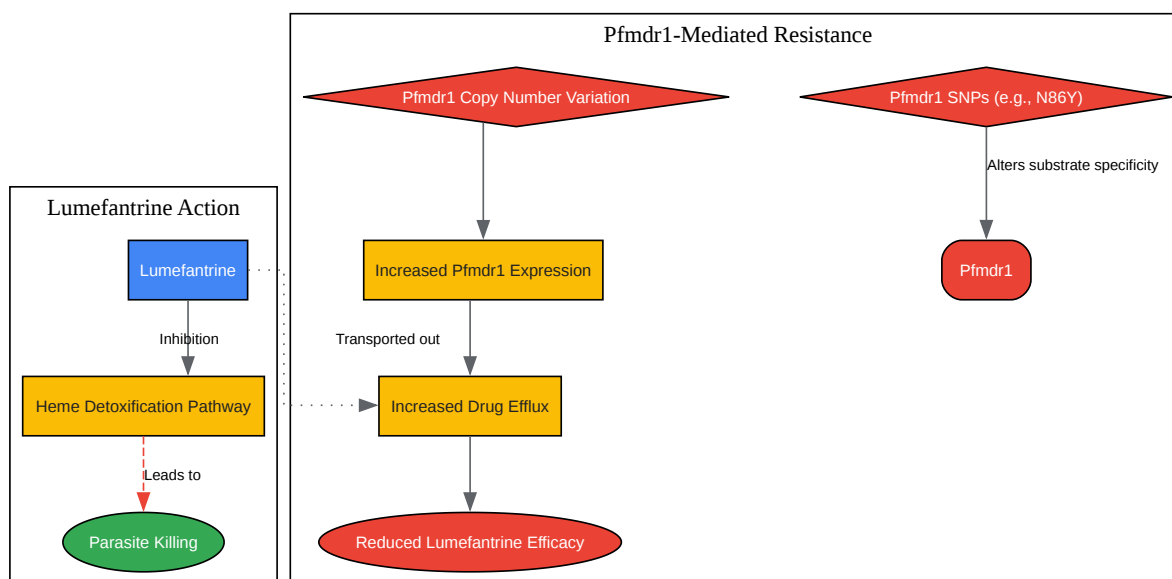 Pfmdr1-Mediated Resistance
Pfmdr1 Copy Number Variation
Pfmdr1 SNPs (e.g., N86Y)
Alters substrate specificity
Lumefantrine Action
Lumefantrine
Increased Pfmdr1 Expression
Pfmdr1
Inhibition
Transported out
Heme Detoxification Pathway
Increased Drug Efflux
Leads to
Parasite Killing
Reduced Lumefantrine Efficacy